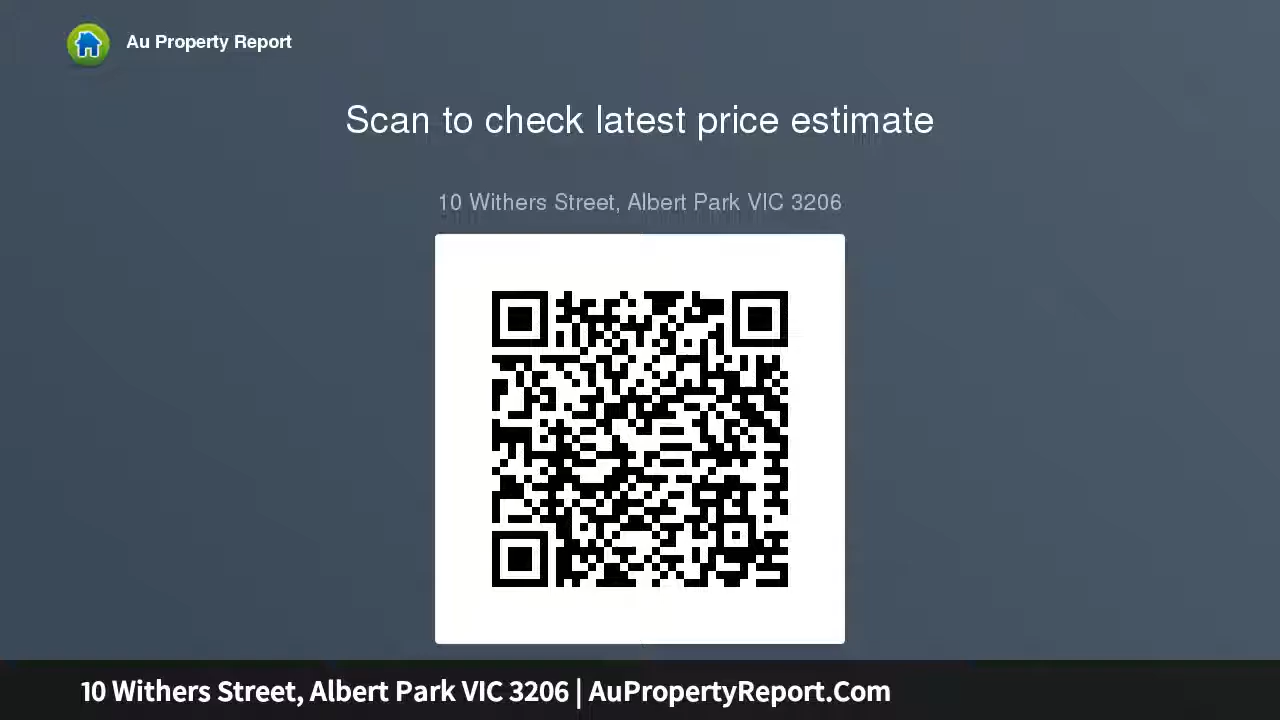 Au Property Report
Scan to check latest price estimate
10 Withers Street, Albert Park VIC 3206
10 Withers Street, Albert Park VIC 3206 | AuPropertyReport.Com